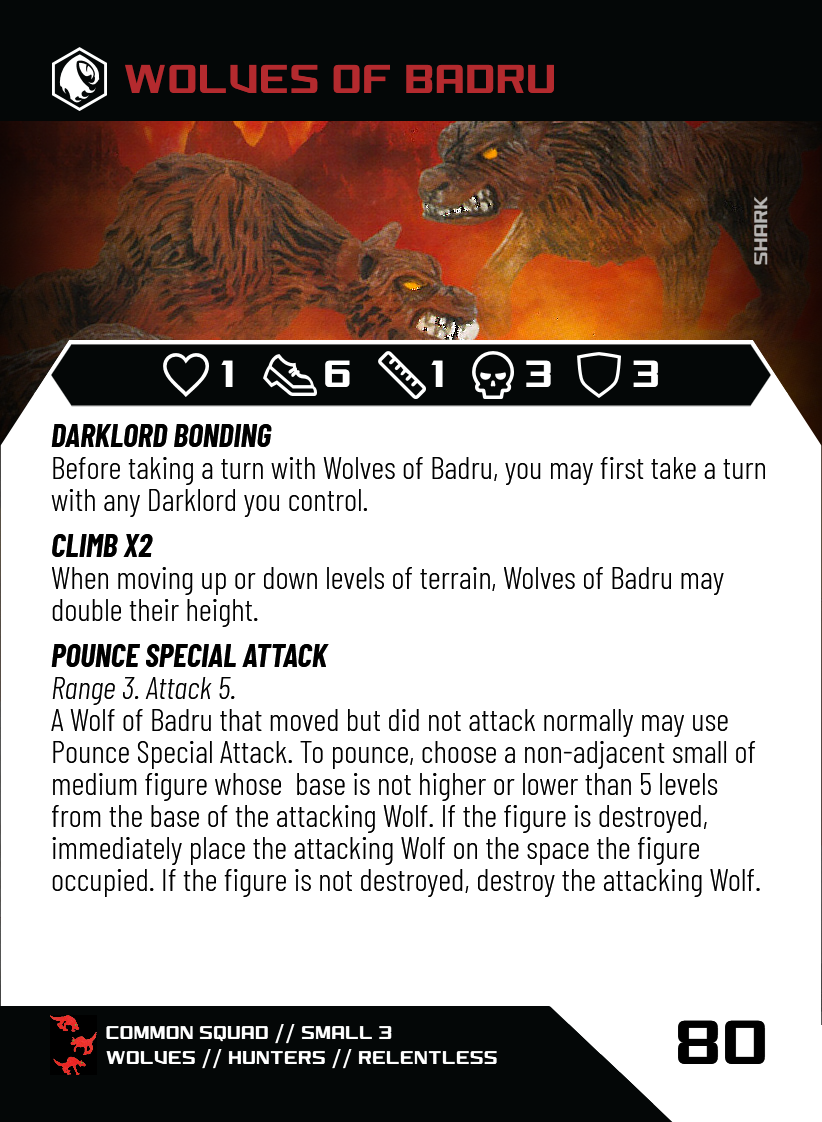 WOLVES OF BADRU
SHARK
1 6 1 3 3
DARKLORD BONDING
Before taking a turn with Wolves of Badru, you may first take a turn
with any Darklord you control.
CLIMB X2
When moving up or down levels of terrain, Wolves of Badru may
double their height.
POUNCE SPECIAL ATTACK
Range 3. Attack 5.
A Wolf of Badru that moved but did not attack normally may use
Pounce Special Attack. To pounce, choose a non-adjacent small of
medium figure whose  base is not higher or lower than 5 levels
from the base of the attacking Wolf. If the figure is destroyed,
immediately place the attacking Wolf on the space the figure
occupied. If the figure is not destroyed, destroy the attacking Wolf.
COMMON SQUAD // SMALL 3
WOLVES // HUNTERS // RELENTLESS
80